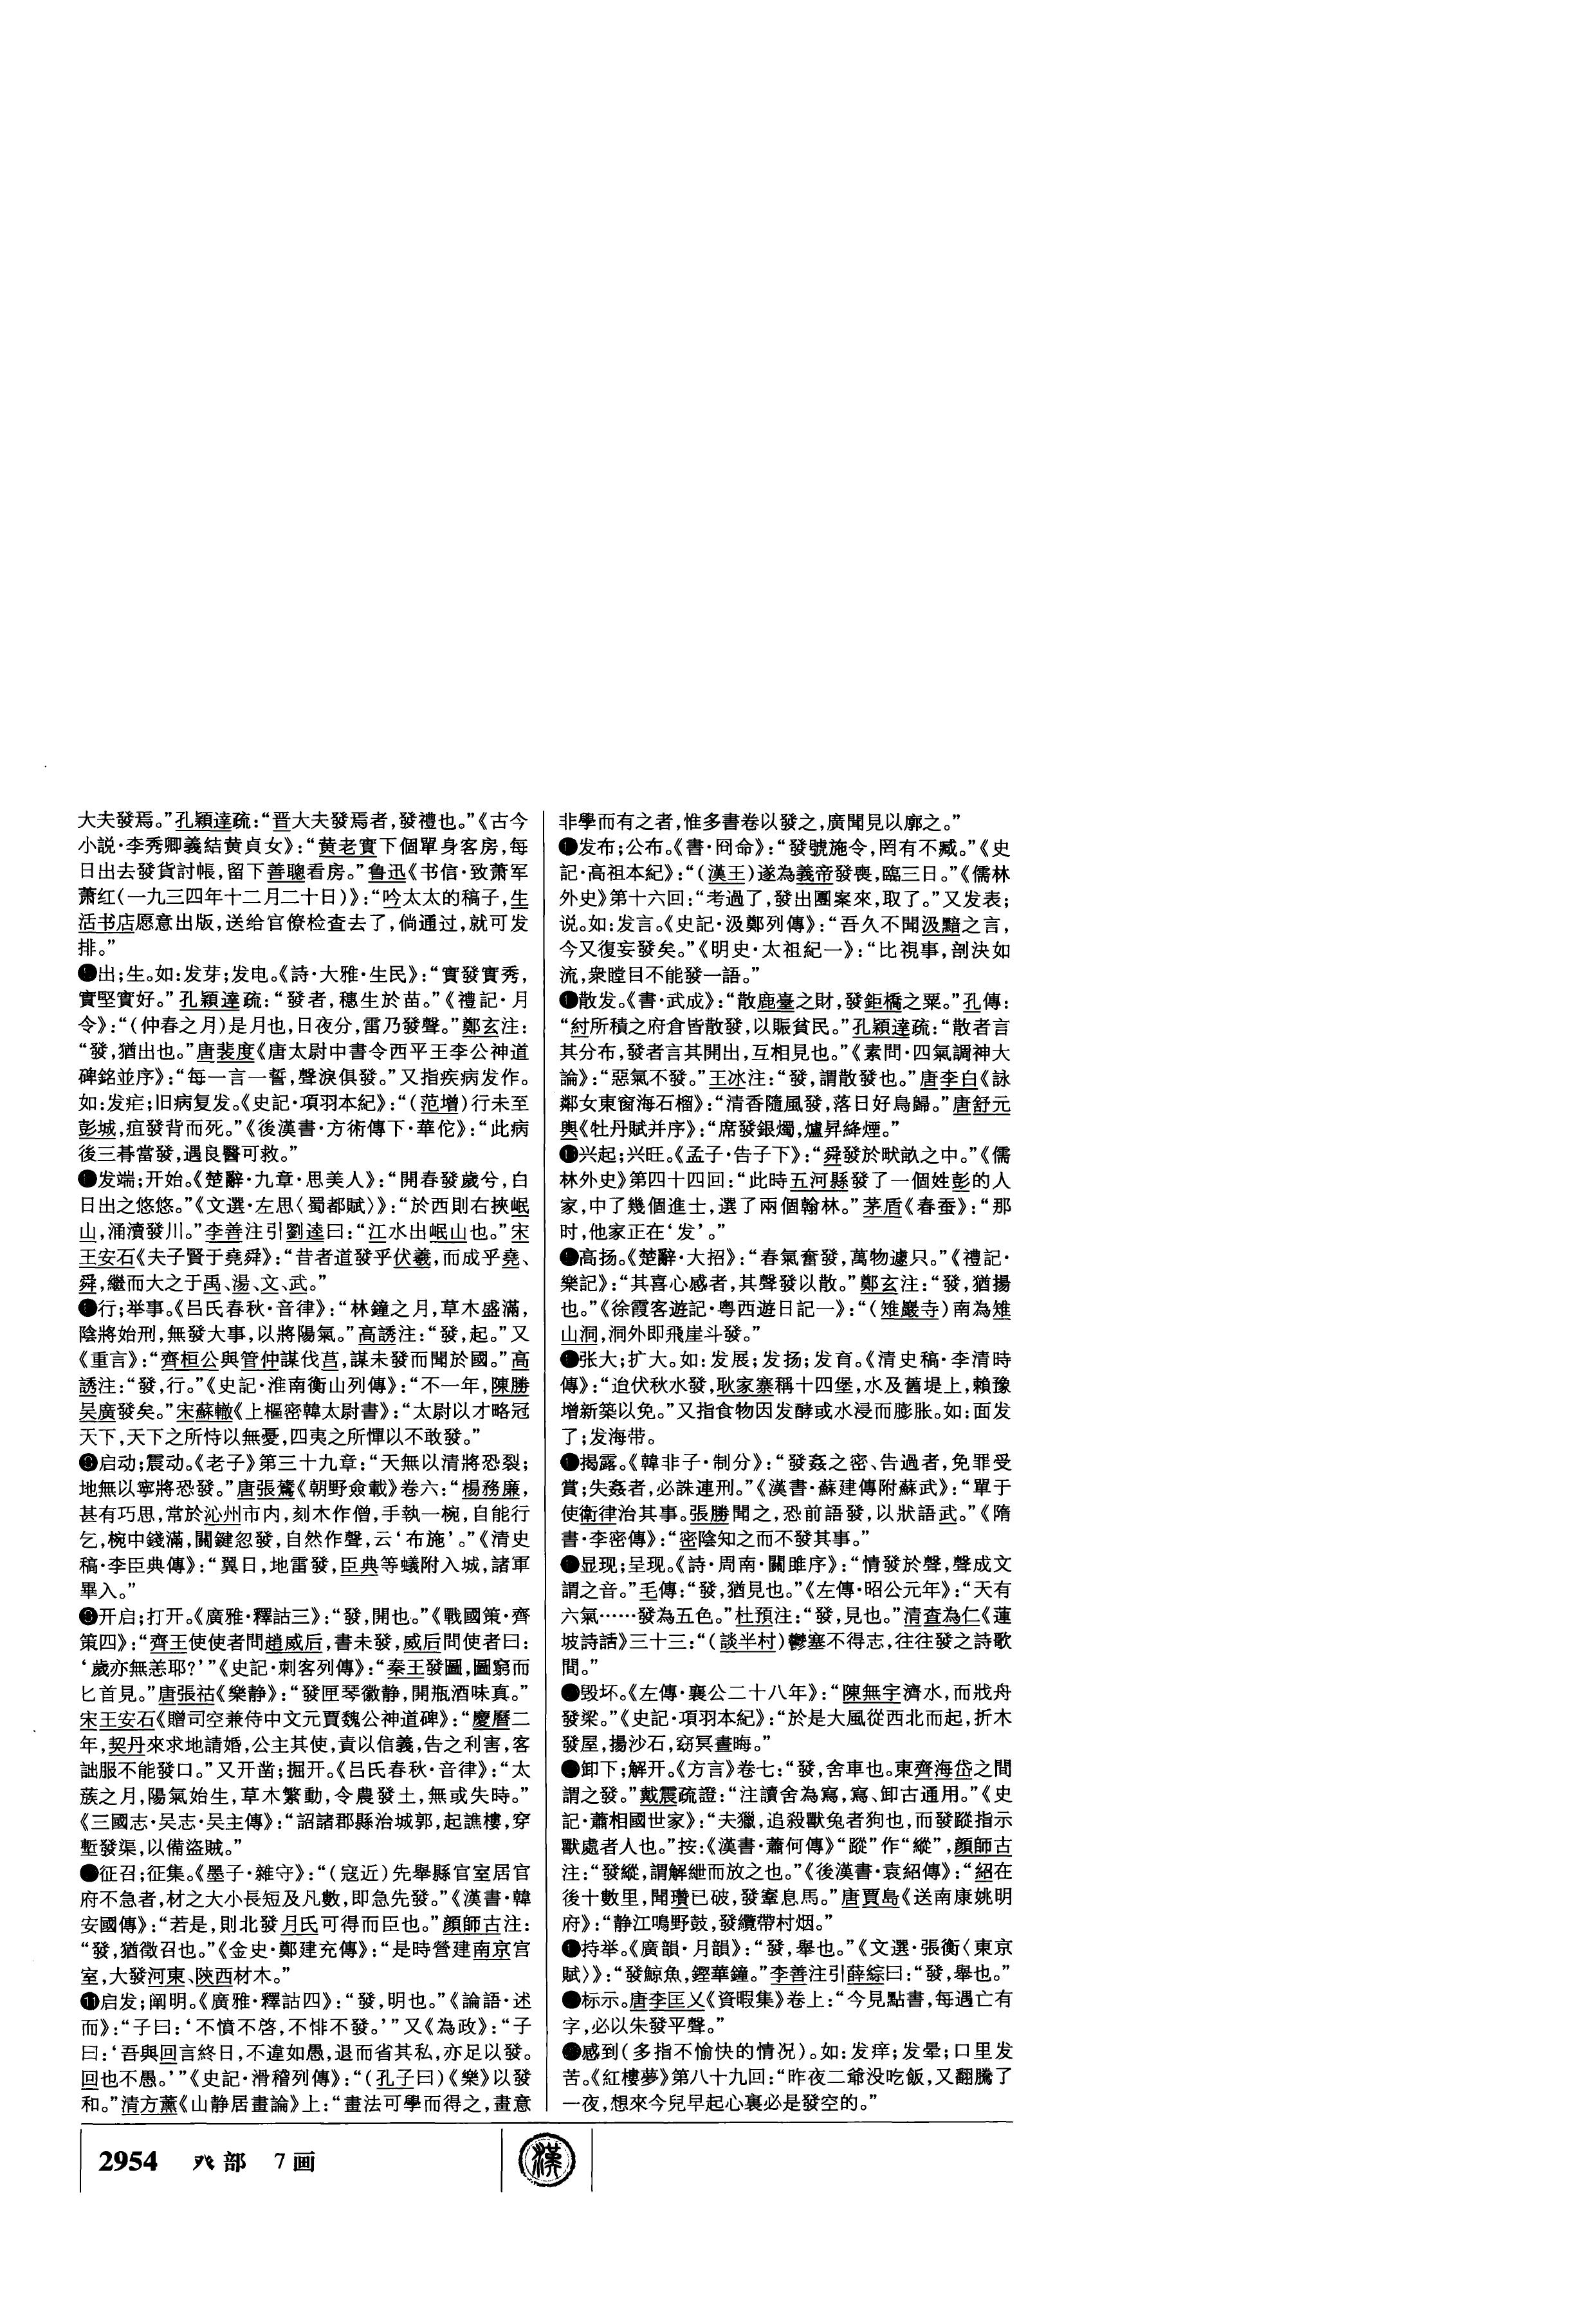 大夫發焉。”孔穎達疏：“晋大夫發焉者，發禮也。”《古今
小説·李秀卿義結黄貞女》：“黄老實下個單身客房，每
日出去發貨討帳，留下善聰看房。”鲁迅《书信·致萧军
萧红（一九三四年十二月二十日）》：“吟太太的稿子，生
活书店愿意出版，送给官僚检查去了，倘通过，就可发
排。”
出；生。如：发芽；发电。《詩·大雅·生民》：“實發實秀，
實堅實好。”孔穎達疏：“發者，穗生於苗。”《禮記·月
令》：“（仲春之月）是月也，日夜分，雷乃發聲。”鄭玄注：
“發，猶出也。”唐裴度《唐太尉中書令西平王李公神道
碑銘並序》：“每一言一誓，聲淚俱發。”又指疾病发作。
如：发疟；旧病复发。《史記·項羽本紀》：“（范增）行未至
彭城，疽發背而死。”《後漢書·方術傳下·華佗》：“此病
後三朞當發，遇良醫可救。”
发端；开始。《楚辭·九章·思美人》：“開春發歲兮，白
日出之悠悠。”《文選·左思〈蜀都賦〉》：“於西則右挾岷
山，涌瀆發川。”李善注引劉逵曰：“江水出岷山也。”宋
王安石《夫子賢于堯舜》：“昔者道發乎伏羲，而成乎堯、
舜，繼而大之于禹、湯、文、武。”
行；举事。《吕氏春秋·音律》：“林鐘之月，草木盛滿，
陰將始刑，無發大事，以將陽氣。”高誘注：“發，起。”又
《重言》：“齊桓公與管仲謀伐莒，謀未發而聞於國。”高
誘注：“發，行。”《史記·淮南衡山列傳》：“不一年，陳勝
吴廣發矣。”宋蘇轍《上樞密韓太尉書》：“太尉以才略冠
天下，天下之所恃以無憂，四夷之所憚以不敢發。”
❽启动；震动。《老子》第三十九章：“天無以清將恐裂；
地無以寧將恐發。”唐張鷟《朝野僉載》卷六：“楊務廉，
甚有巧思，常於沁州市内，刻木作僧，手執一椀，自能行
乞，椀中錢滿，關鍵忽發，自然作聲，云‘布施’。”《清史
稿·李臣典傳》：“翼日，地雷發，臣典等蟻附入城，諸軍
畢入。”
❾开启；打开。《廣雅·釋詁三》：“發，開也。”《戰國策·齊
策四》：“齊王使使者問趙威后，書未發，威后問使者曰：
‘歲亦無恙耶？’”《史記·刺客列傳》：“秦王發圖，圖窮而
匕首見。”唐張祜《樂静》：“發匣琴徽静，開瓶酒味真。”
宋王安石《贈司空兼侍中文元賈魏公神道碑》：“慶曆二
年，契丹來求地請婚，公主其使，責以信義，告之利害，客
詘服不能發口。”又开凿；掘开。《吕氏春秋·音律》：“太
蔟之月，陽氣始生，草木繁動，令農發土，無或失時。”
《三國志·吴志·吴主傳》：“詔諸郡縣治城郭，起譙樓，穿
塹發渠，以備盜賊。”
征召；征集。《墨子·雜守》：“（寇近）先舉縣官室居官
府不急者，材之大小長短及凡數，即急先發。”《漢書·韓
安國傳》：“若是，則北發月氏可得而臣也。”顔師古注：
“發，猶徵召也。”《金史·鄭建充傳》：“是時營建南京宫
室，大發河東、陝西材木。”
⓫启发；阐明。《廣雅·釋詁四》：“發，明也。”《論語·述
而》：“子曰：‘不憤不啓，不悱不發。’”又《為政》：“子
曰：‘吾與回言終日，不違如愚，退而省其私，亦足以發。
回也不愚。’”《史記·滑稽列傳》：“（孔子曰）《樂》以發
和。”清方薰《山静居畫論》上：“畫法可學而得之，畫意
非學而有之者，惟多書卷以發之，廣聞見以廓之。”
发布；公布。《書·冏命》：“發號施令，罔有不臧。”《史
記·高祖本紀》：“（漢王）遂為義帝發喪，臨三日。”《儒林
外史》第十六回：“考過了，發出團案來，取了。”又发表；
说。如：发言。《史記·汲鄭列傳》：“吾久不聞汲黯之言，
今又復妄發矣。”《明史·太祖紀一》：“比視事，剖決如
流，衆瞠目不能發一語。”
散发。《書·武成》：“散鹿臺之財，發鉅橋之粟。”孔傳：
“紂所積之府倉皆散發，以賑貧民。”孔穎達疏：“散者言
其分布，發者言其開出，互相見也。”《素問·四氣調神大
論》：“惡氣不發。”王冰注：“發，謂散發也。”唐李白《詠
鄰女東窗海石榴》：“清香隨風發，落日好鳥歸。”唐舒元
輿《牡丹賦并序》：“席發銀燭，爐昇絳煙。”
兴起；兴旺。《孟子·告子下》：“舜發於畎畝之中。”《儒
林外史》第四十四回：“此時五河縣發了一個姓彭的人
家，中了幾個進士，選了兩個翰林。”茅盾《春蚕》：“那
时，他家正在‘发’。”
高扬。《楚辭·大招》：“春氣奮發，萬物遽只。”《禮記·
樂記》：“其喜心感者，其聲發以散。”鄭玄注：“發，猶揚
也。”《徐霞客遊記·粤西遊日記一》：“（雉巖寺）南為雉
山洞，洞外即飛崖斗發。”
张大；扩大。如：发展；发扬；发育。《清史稿·李清時
傳》：“迨伏秋水發，耿家寨稱十四堡，水及舊堤上，賴豫
增新築以免。”又指食物因发酵或水浸而膨胀。如：面发
了；发海带。
揭露。《韓非子·制分》：“發姦之密、告過者，免罪受
賞；失姦者，必誅連刑。”《漢書·蘇建傳附蘇武》：“單于
使衛律治其事。張勝聞之，恐前語發，以狀語武。”《隋
書·李密傳》：“密陰知之而不發其事。”
显现；呈现。《詩·周南·關雎序》：“情發於聲，聲成文
謂之音。”毛傳：“發，猶見也。”《左傳·昭公元年》：“天有
六氣……發為五色。”杜預注：“發，見也。”清查為仁《蓮
坡詩話》三十三：“（談半村）鬱塞不得志，往往發之詩歌
間。”
毁坏。《左傳·襄公二十八年》：“陳無宇濟水，而戕舟
發梁。”《史記·項羽本紀》：“於是大風從西北而起，折木
發屋，揚沙石，窈冥晝晦。”
卸下；解开。《方言》卷七：“發，舍車也。東齊海岱之間
謂之發。”戴震疏證：“注讀舍為寫，寫、卸古通用。”《史
記·蕭相國世家》：“夫獵，追殺獸兔者狗也，而發蹤指示
獸處者人也。”按：《漢書·蕭何傳》“蹤”作“縱”，顔師古
注：“發縱，謂解紲而放之也。”《後漢書·袁紹傳》：“紹在
後十數里，聞瓚已破，發鞌息馬。”唐賈島《送南康姚明
府》：“静江鳴野鼓，發纜帶村烟。”
持举。《廣韻·月韻》：“發，舉也。”《文選·張衡〈東京
賦〉》：“發鯨魚，鏗華鐘。”李善注引薛綜曰：“發，舉也。”
标示。唐李匡乂《資暇集》卷上：“今見點書，每遇亡有
字，必以朱發平聲。”
感到（多指不愉快的情况）。如：发痒；发晕；口里发
苦。《紅樓夢》第八十九回：“昨夜二爺没吃飯，又翻騰了
一夜，想來今兒早起心裏必是發空的。”
2954 癶部 7画
漢